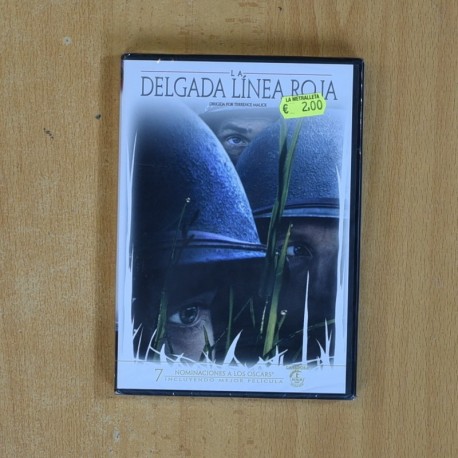 LA
DELGADA LÍNEA ROJA
DIRIGIDA POR TERRENCE MALICK
LA METRALLETA
€ 2,00
7 NOMINACIONES A LOS OSCARS®
INCLUYENDO MEJOR PELÍCULA